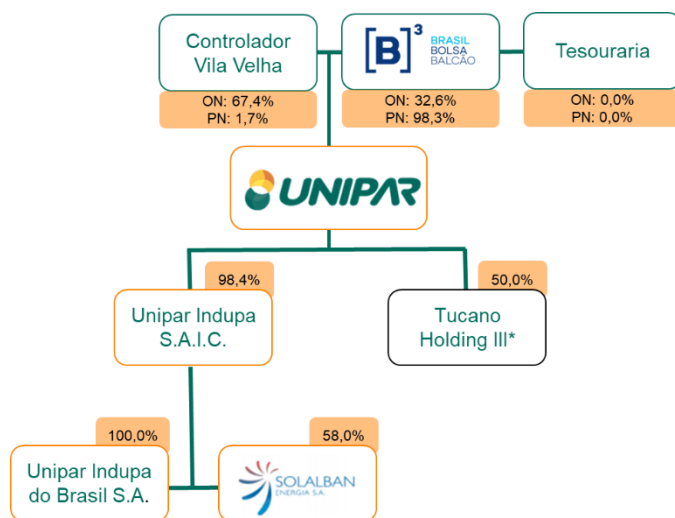 Controlador
Vila Velha
[B]³ BRASIL
BOLSA
BALCÃO
Tesouraria
ON: 67,4%
PN: 1,7%
ON: 32,6%
PN: 98,3%
ON: 0,0%
PN: 0,0%
UNIPAR
98,4%
50,0%
Unipar Indupa
S.A.I.C.
Tucano
Holding III*
100,0%
58,0%
Unipar Indupa
do Brasil S.A.
SOLALBAN
ENERGIA S.A.